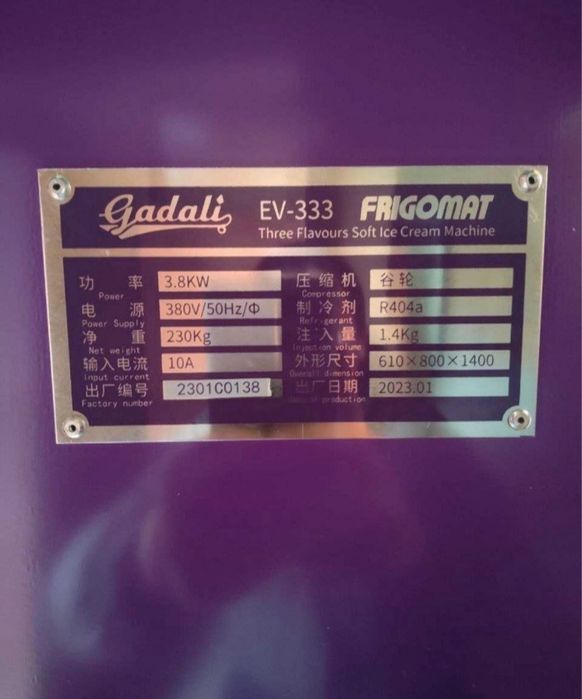 Gadali EV-333 FRIGOMAT
Three Flavours Soft Ice Cream Machine
功率 3.8KW 压缩机 谷轮
Power Compressor
电源 380V/50Hz/Φ 制冷剂 R404a
Power Supply Refrigerant
净重 230Kg 注入量 1.4Kg
Net weight Injection volume
输入电流 10A 外形尺寸 610×800×1400
input current Overall dimension
出厂编号 2301C0138 出厂日期 2023.01
Factory number production